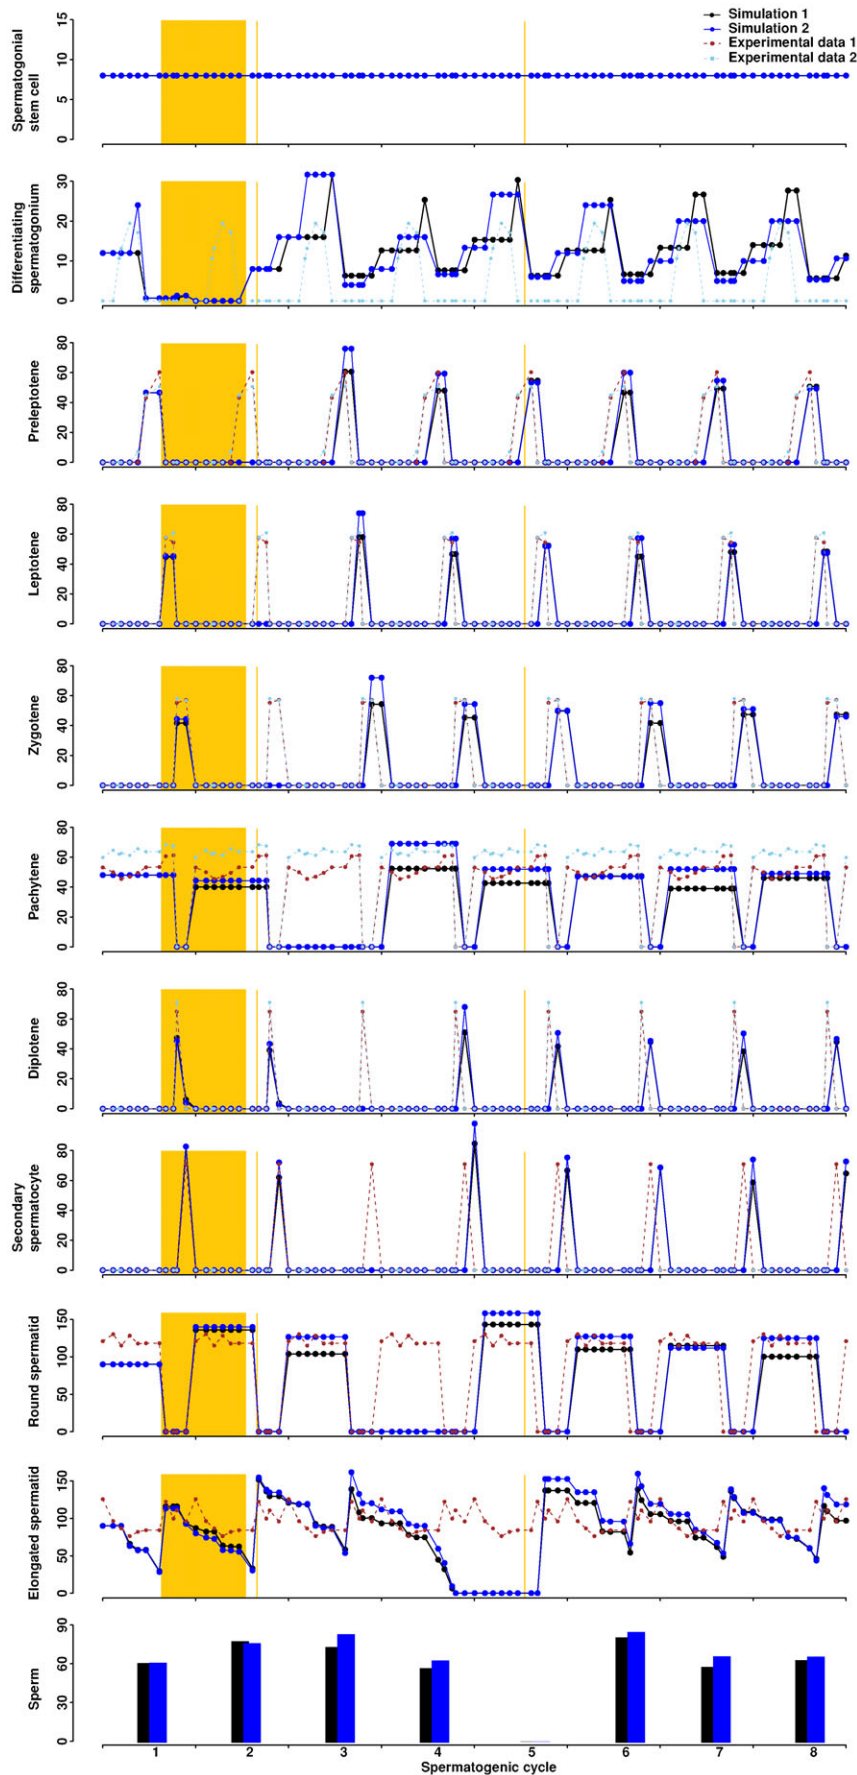 Simulation 1
Simulation 2
Experimental data 1
Experimental data 2
Spermatogonial
stem cell
0 5 10 15
Differentiating
spermatogonium
0 10 20 30
Preleptotene
0 20 40 60 80
Leptotene
0 20 40 60 80
Zygotene
0 20 40 60 80
Pachytene
0 20 40 60 80
Diplotene
0 20 40 60 80
Secondary
spermatocyte
0 20 40 60 80
Round spermatid
0 50 100 150
Elongated spermatid
0 50 100 150
Sperm
0 30 60 90
1 2 3 4 5 6 7 8
Spermatogenic cycle